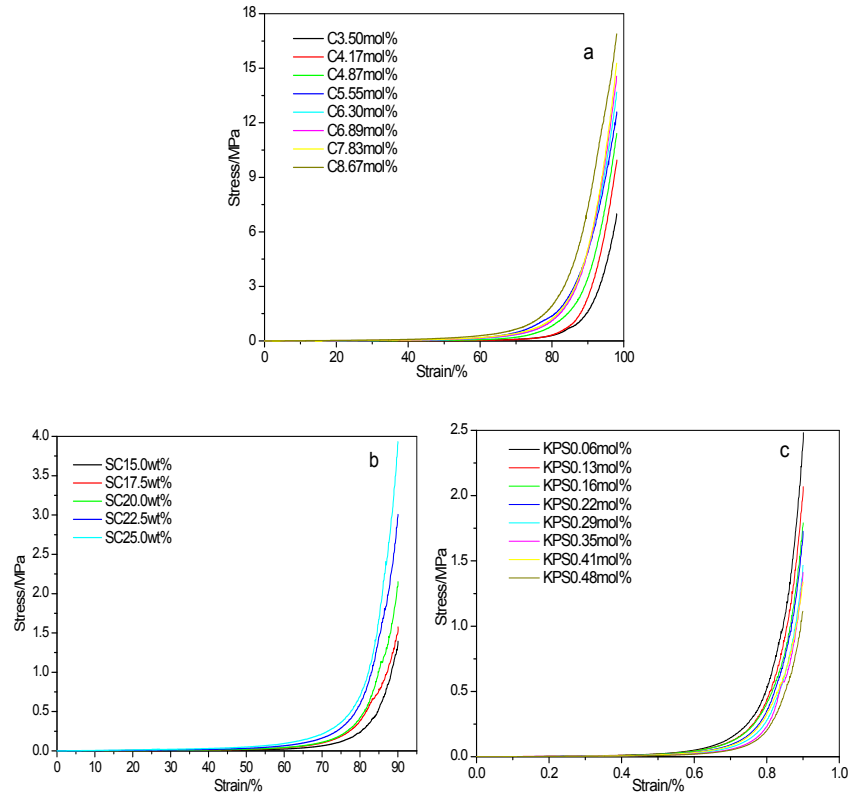 a
C3.50mol%
C4.17mol%
C4.87mol%
C5.55mol%
C6.30mol%
C6.89mol%
C7.83mol%
C8.67mol%
Stress/MPa
18
15
12
9
6
3
0
0 20 40 60 80 100
Strain/%
b
SC15.0wt%
SC17.5wt%
SC20.0wt%
SC22.5wt%
SC25.0wt%
Stress/MPa
4.0
3.5
3.0
2.5
2.0
1.5
1.0
0.5
0.0
0 10 20 30 40 50 60 70 80 90
Strain/%
c
KPS0.06mol%
KPS0.13mol%
KPS0.16mol%
KPS0.22mol%
KPS0.29mol%
KPS0.35mol%
KPS0.41mol%
KPS0.48mol%
Stress/MPa
2.5
2.0
1.5
1.0
0.5
0.0
0.0 0.2 0.4 0.6 0.8 1.0
Strain/%